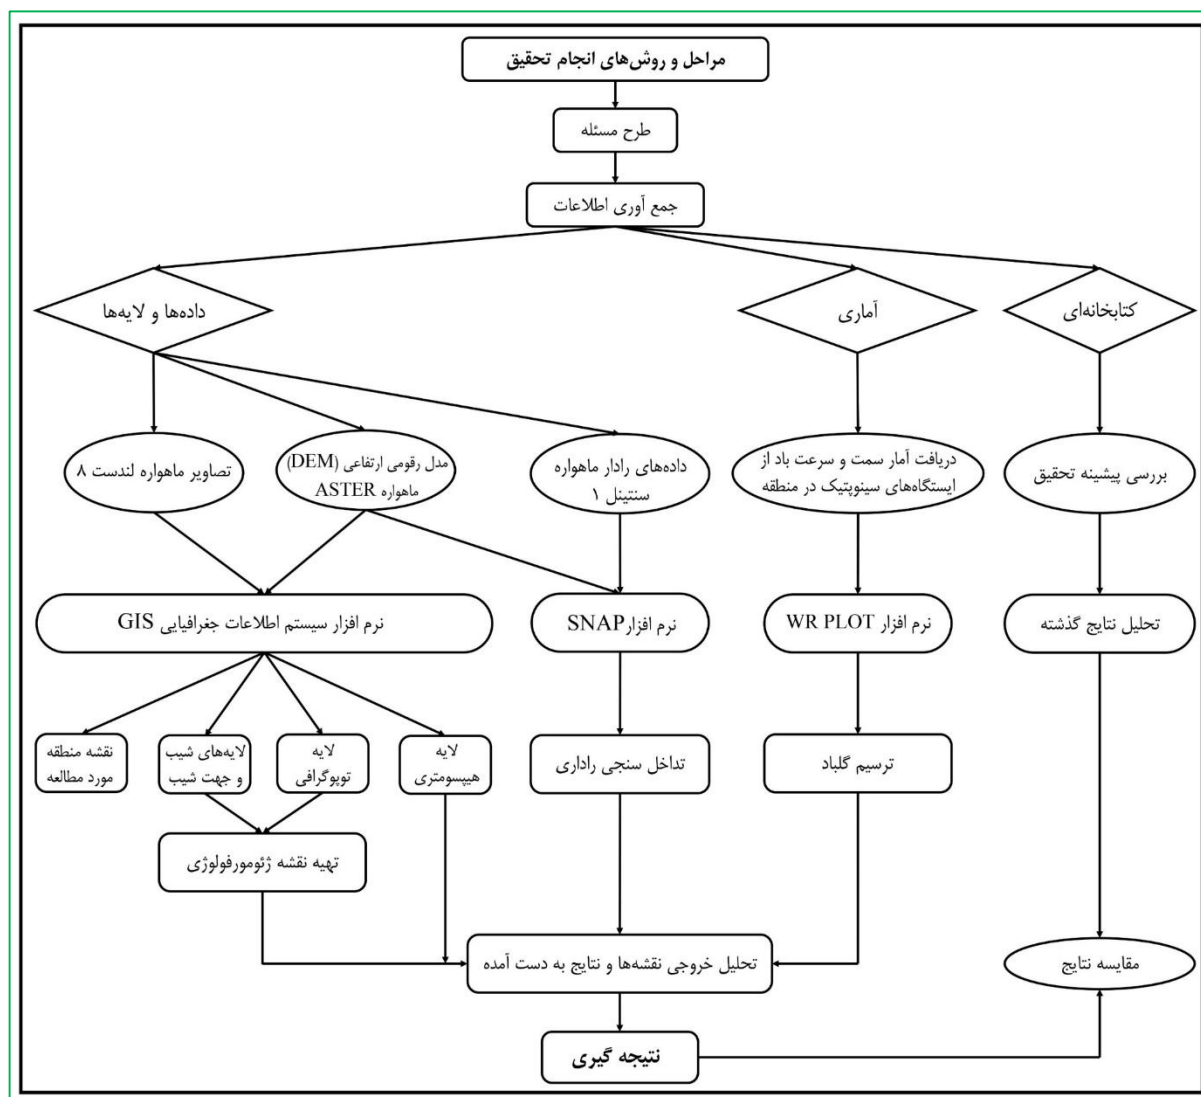 مراحل و روش‌های انجام تحقیق
طرح مسئله
جمع آوری اطلاعات
کتابخانه‌ای
آماری
داده‌ها و لایه‌ها
بررسی پیشینه تحقیق
دریافت آمار سمت و سرعت باد از
ایستگاه‌های سینوپتیک در منطقه
داده‌های رادار ماهواره
سنتینل ۱
مدل رقومی ارتفاعی (DEM)
ماهواره ASTER
تصاویر ماهواره لندست ۸
تحلیل نتایج گذشته
نرم افزار WR PLOT
نرم افزار SNAP
نرم افزار سیستم اطلاعات جغرافیایی GIS
ترسیم گلباد
تداخل سنجی راداری
لایه
هیپسومتری
لایه
توپوگرافی
لایه‌های شیب
و جهت شیب
نقشه منطقه
مورد مطالعه
تهیه نقشه ژئومورفولوژی
مقایسه نتایج
تحلیل خروجی نقشه‌ها و نتایج به دست آمده
نتیجه گیری